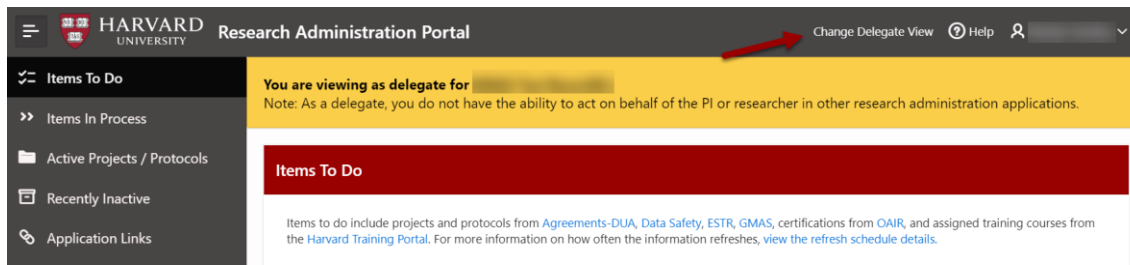 HARVARD
UNIVERSITY
Research Administration Portal
Change Delegate View
Help
Items To Do
Items In Process
Active Projects / Protocols
Recently Inactive
Application Links
You are viewing as delegate for
Note: As a delegate, you do not have the ability to act on behalf of the PI or researcher in other research administration applications.
Items To Do
Items to do include projects and protocols from Agreements-DUA, Data Safety, ESTR, GMAS, certifications from OAIR, and assigned training courses from
the Harvard Training Portal. For more information on how often the information refreshes, view the refresh schedule details.